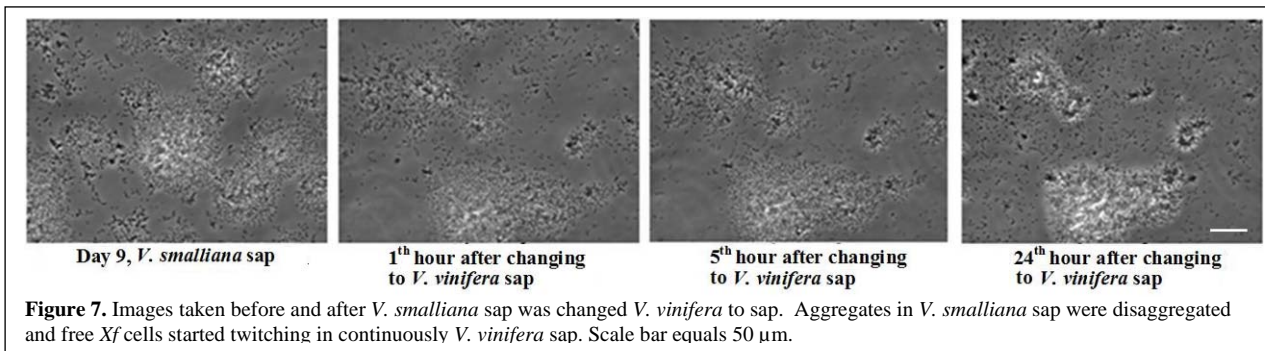 Day 9, V. smalliana sap
1th hour after changing
to V. vinifera sap
5th hour after changing
to V. vinifera sap
24th hour after changing
to V. vinifera sap
Figure 7. Images taken before and after V. smalliana sap was changed V. vinifera to sap. Aggregates in V. smalliana sap were disaggregated
and free Xf cells started twitching in continuously V. vinifera sap. Scale bar equals 50 µm.